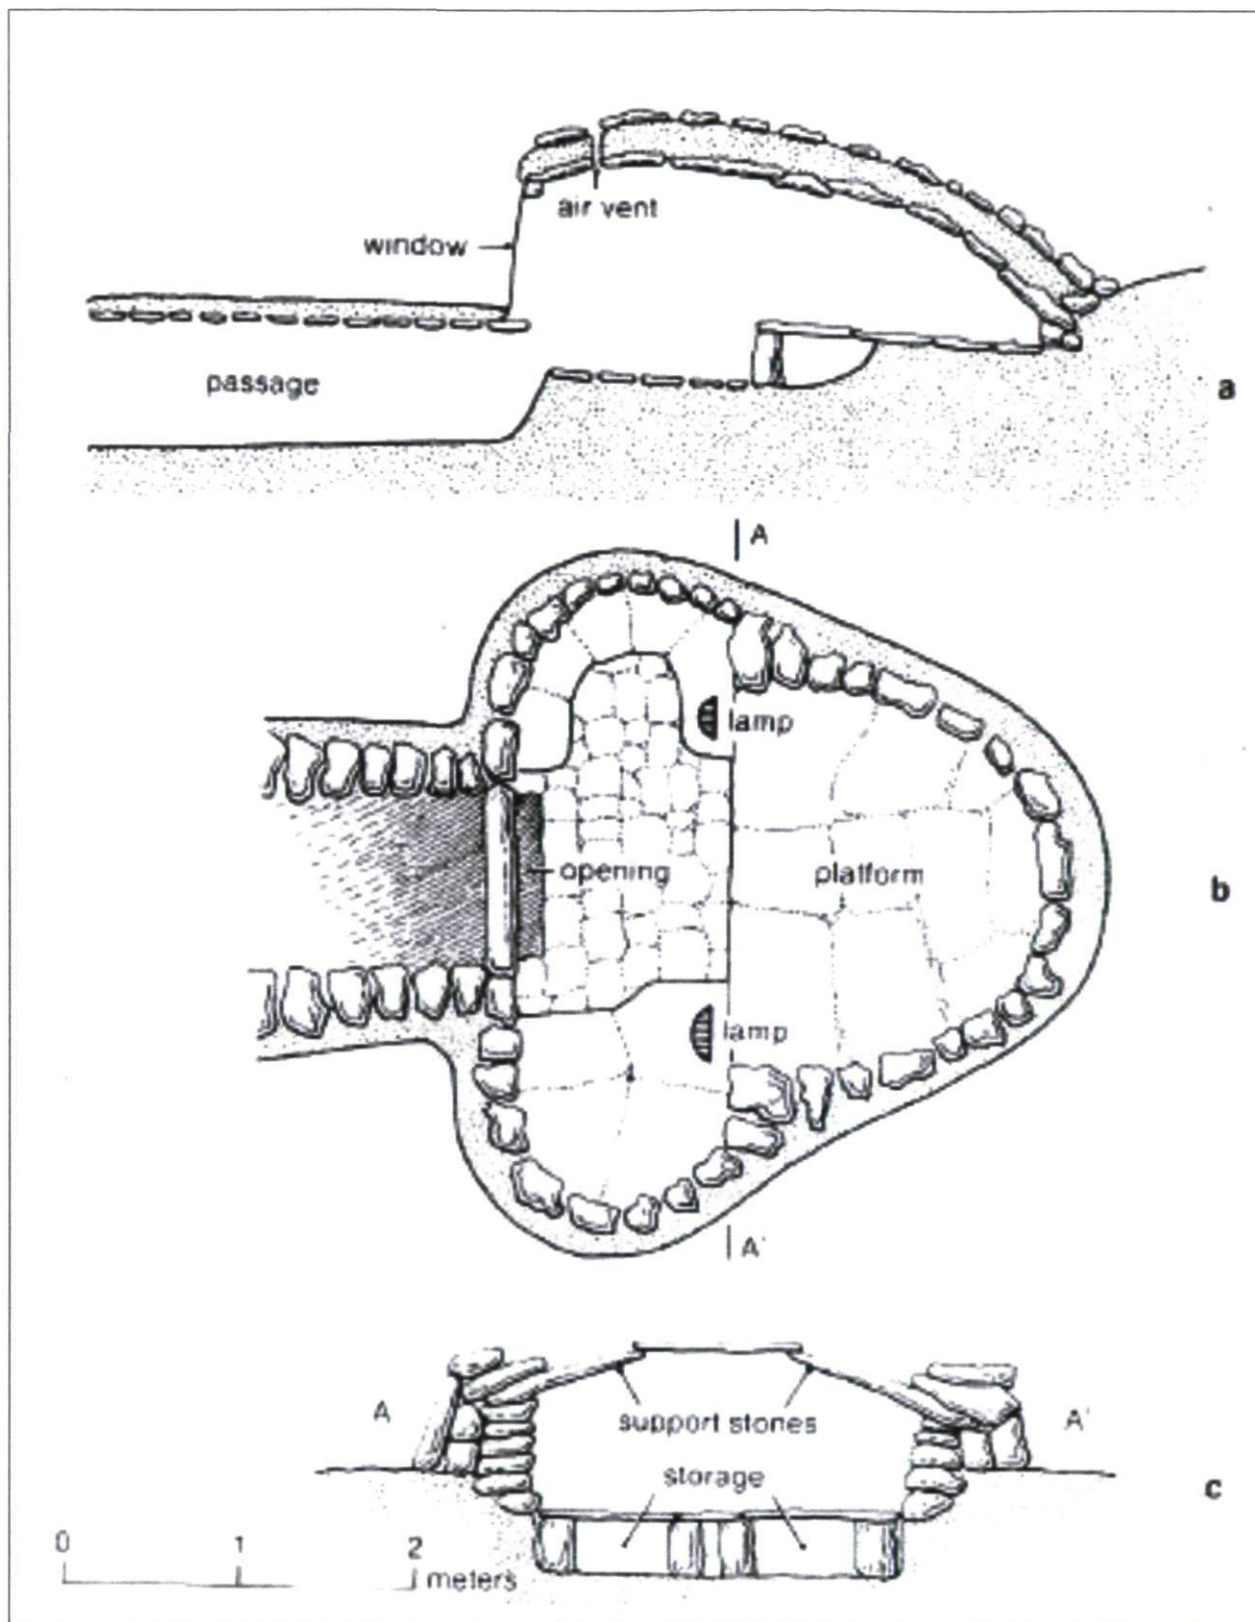 air vent
window
passage
a
A
lamp
opening
platform
b
lamp
A'
A
support stones
A'
storage
c
0 1 2
meters